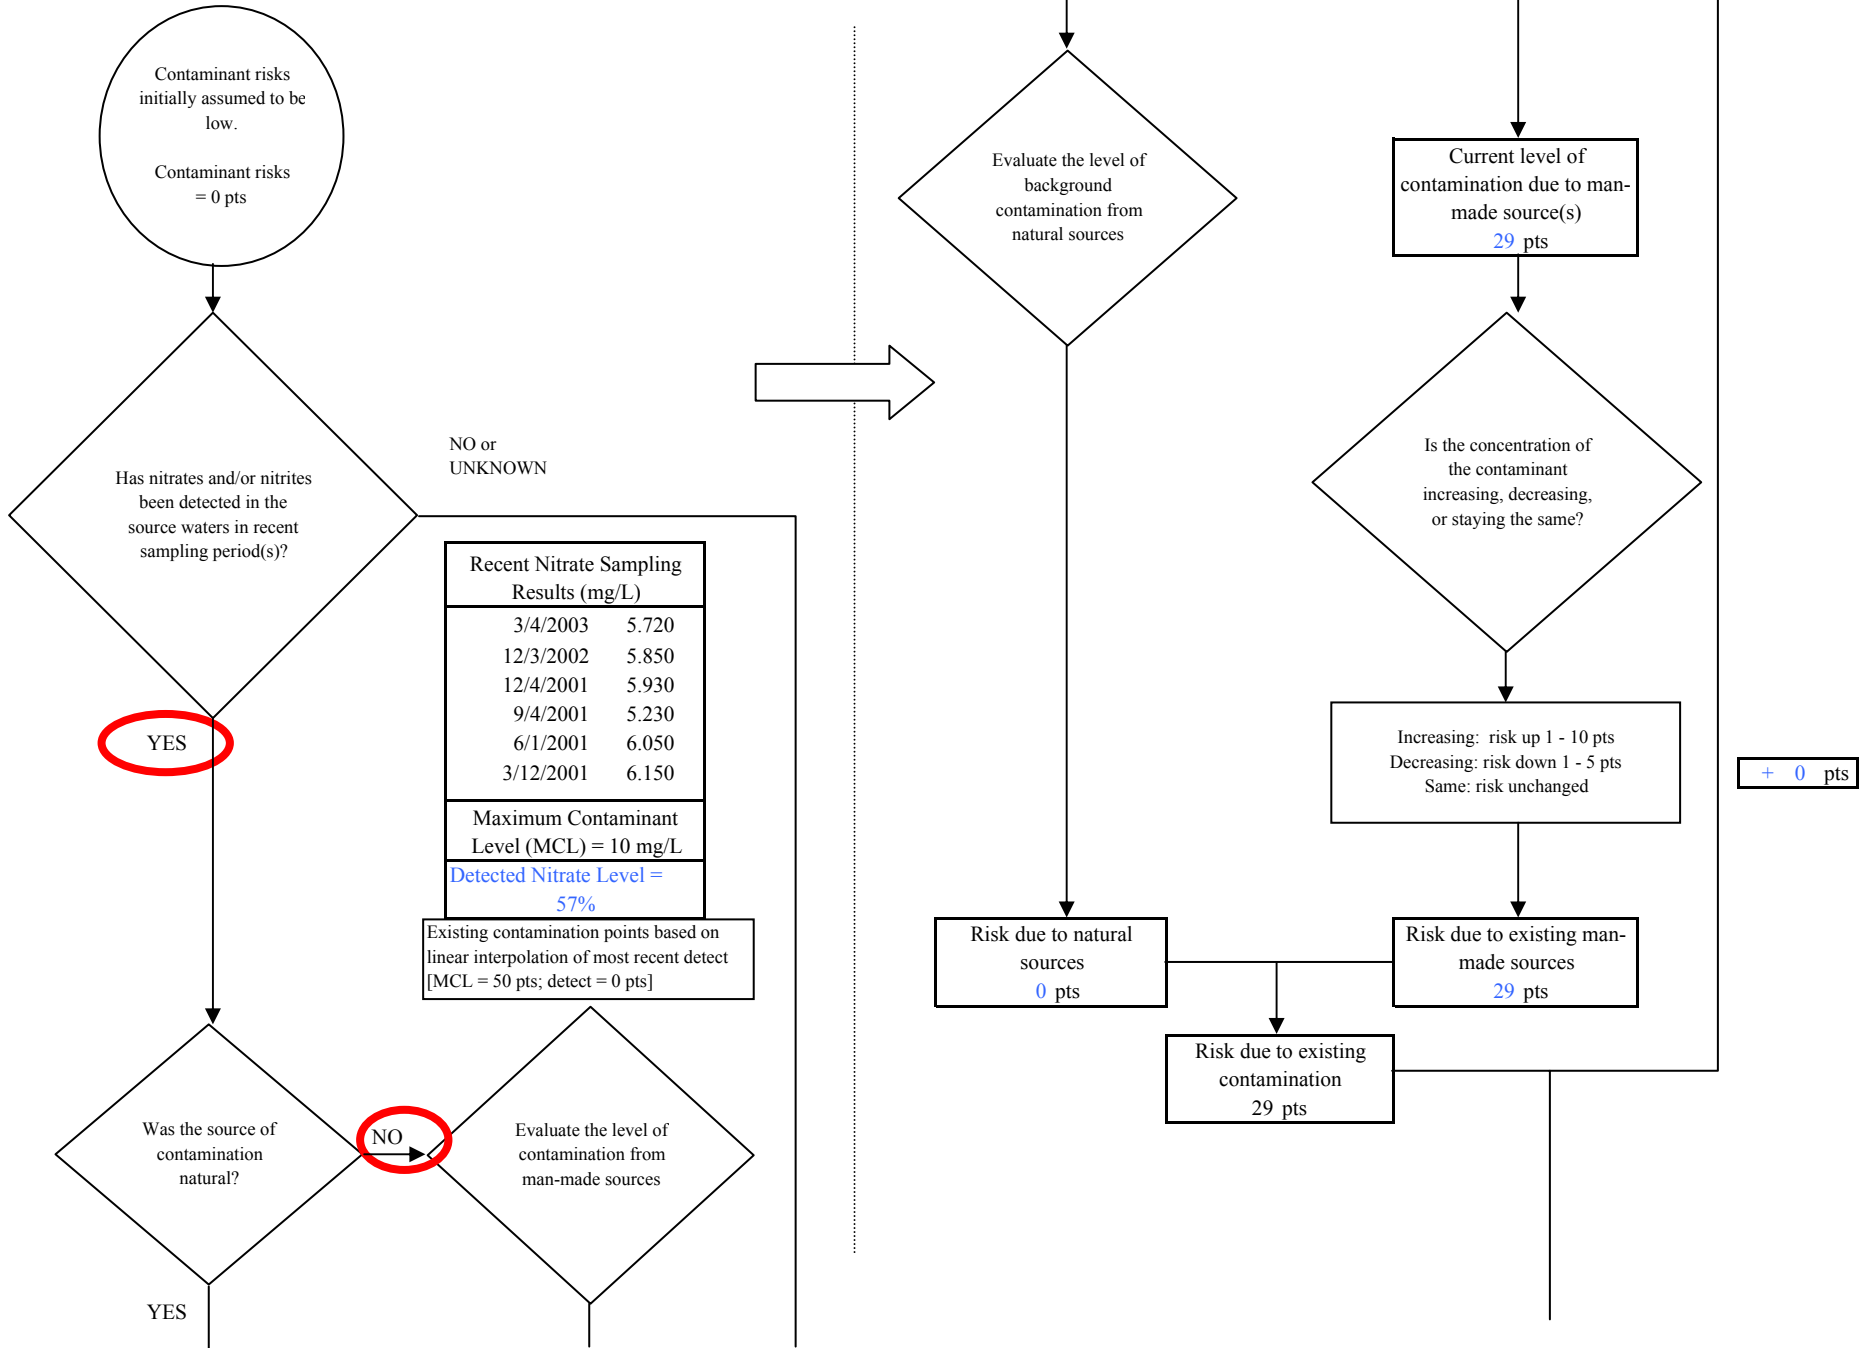 Contaminant risks
initially assumed to be
low.
Contaminant risks
= 0 pts
Has nitrates and/or nitrites
been detected in the
source waters in recent
sampling period(s)?
NO or
UNKNOWN
YES
Recent Nitrate Sampling
Results (mg/L)
3/4/2003 5.720
12/3/2002 5.850
12/4/2001 5.930
9/4/2001 5.230
6/1/2001 6.050
3/12/2001 6.150
Maximum Contaminant
Level (MCL) = 10 mg/L
Detected Nitrate Level =
57%
Existing contamination points based on
linear interpolation of most recent detect
[MCL = 50 pts; detect = 0 pts]
Was the source of
contamination
natural?
NO
YES
Evaluate the level of
contamination from
man-made sources
Evaluate the level of
background
contamination from
natural sources
Current level of
contamination due to man-
made source(s)
29 pts
Is the concentration of
the contaminant
increasing, decreasing,
or staying the same?
Increasing: risk up 1 - 10 pts
Decreasing: risk down 1 - 5 pts
Same: risk unchanged
+ 0 pts
Risk due to natural
sources
0 pts
Risk due to existing man-
made sources
29 pts
Risk due to existing
contamination
29 pts